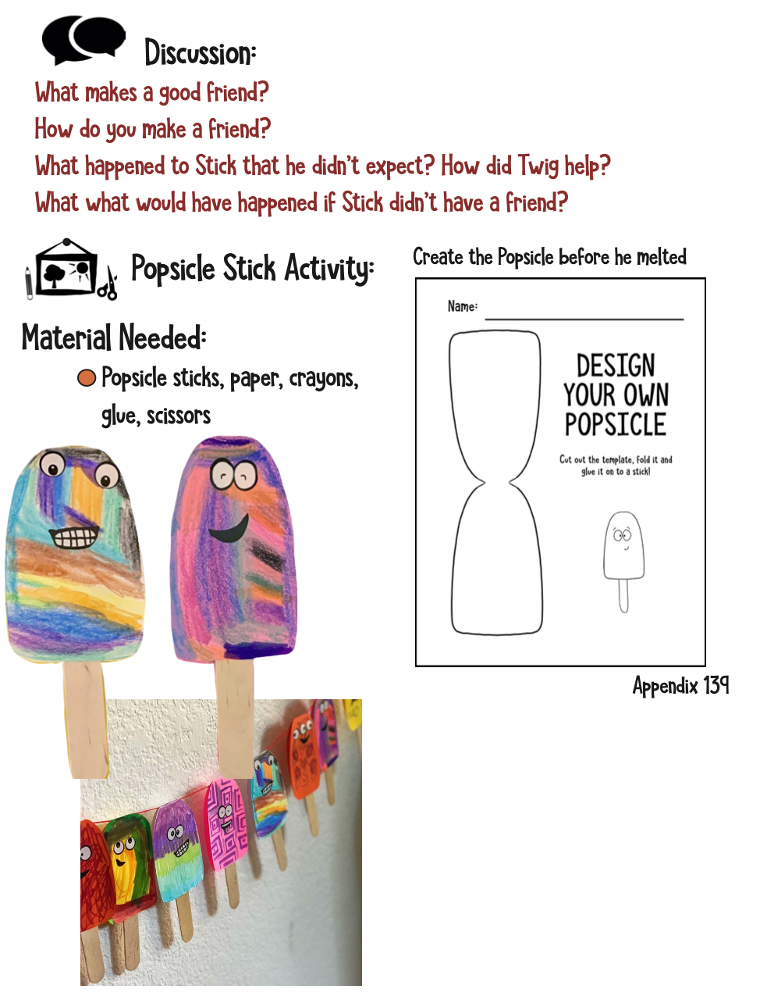 Discussion:
What makes a good friend?
How do you make a friend?
What happened to Stick that he didn't expect? How did Twig help?
What what would have happened if Stick didn't have a friend?
Popsicle Stick Activity:
Material Needed:
Popsicle sticks, paper, crayons,
glue, scissors
Create the Popsicle before he melted
Name:
DESIGN
YOUR OWN
POPSICLE
Cut out the template, fold it and
glue it on to a stick!
Appendix 139